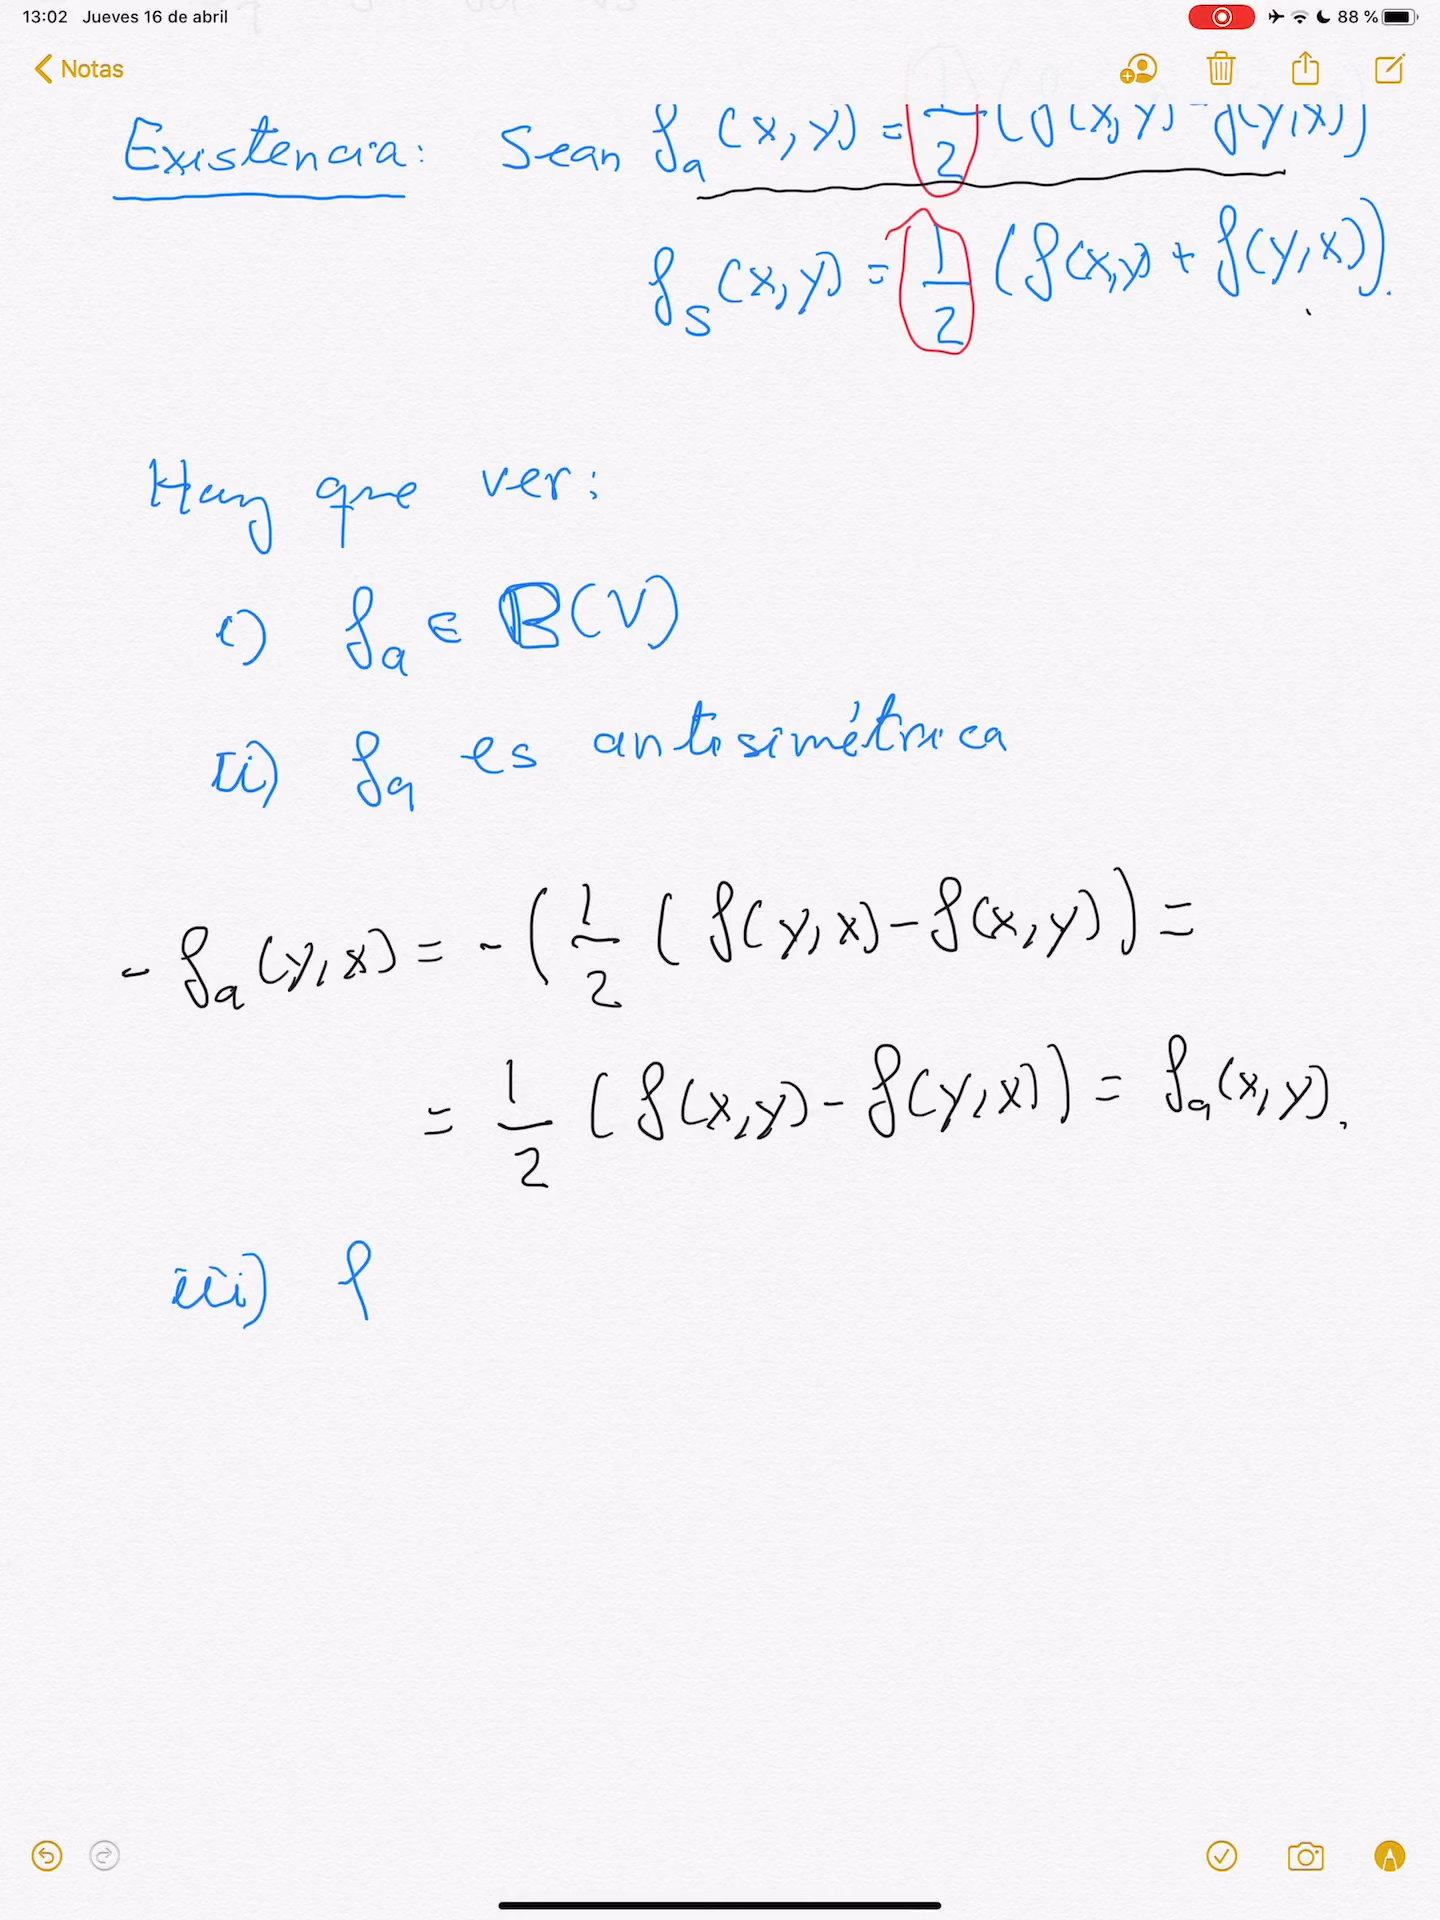 13:02 Jueves 16 de abril 88 %
Notas
Existencia: Sean fₐ(x,y) = 1/2 (f(x,y) - f(y,x))
fₛ(x,y) = 1/2 (f(x,y) + f(y,x)).
Hay que ver:
i) fₐ ∈ B(V)
ii) fₐ es antisimétrica
- fₐ(y,x) = - (1/2 (f(y,x) - f(x,y)) =
= 1/2 (f(x,y) - f(y,x)) = fₐ(x,y).
iii) f